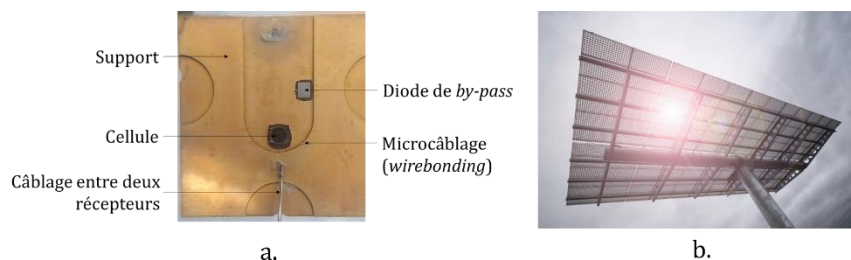 Support
Diode de by-pass
Cellule
Microcâblage
(wirebonding)
Câblage entre deux
récepteurs
a.
b.